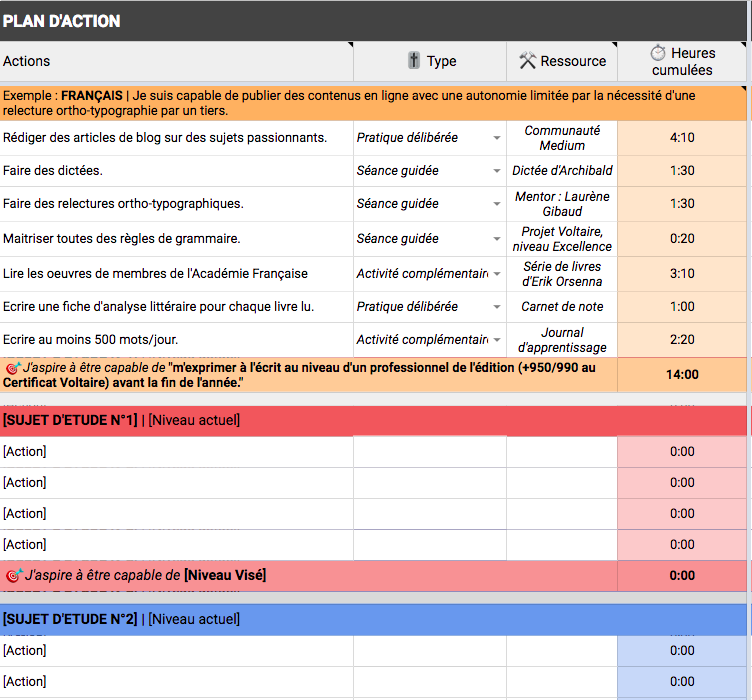 PLAN D'ACTION
Actions
Type
Ressource
Heures
cumulées
Exemple : FRANÇAIS | Je suis capable de publier des contenus en ligne avec une autonomie limitée par la nécessité d'une
relecture ortho-typographie par un tiers.
Rédiger des articles de blog sur des sujets passionnants.
Pratique délibérée
Communauté
Medium
4:10
Faire des dictées.
Séance guidée
Dictée d'Archibald
1:30
Faire des relectures ortho-typographiques.
Séance guidée
Mentor : Laurène
Gibaud
1:30
Maitriser toutes des règles de grammaire.
Séance guidée
Projet Voltaire,
niveau Excellence
0:20
Lire les oeuvres de membres de l'Académie Française
Activité complémentair
Série de livres
d'Erik Orsenna
3:10
Ecrire une fiche d'analyse littéraire pour chaque livre lu.
Pratique délibérée
Carnet de note
1:00
Ecrire au moins 500 mots/jour.
Activité complémentair
Journal
d'apprentissage
2:20
J'aspire à être capable de "m'exprimer à l'écrit au niveau d'un professionnel de l'édition (+950/990 au
Certificat Voltaire) avant la fin de l'année."
14:00
[SUJET D'ETUDE N°1] | [Niveau actuel]
[Action]
0:00
[Action]
0:00
[Action]
0:00
[Action]
0:00
J'aspire à être capable de [Niveau Visé]
0:00
[SUJET D'ETUDE N°2] | [Niveau actuel]
[Action]
0:00
[Action]
0:00